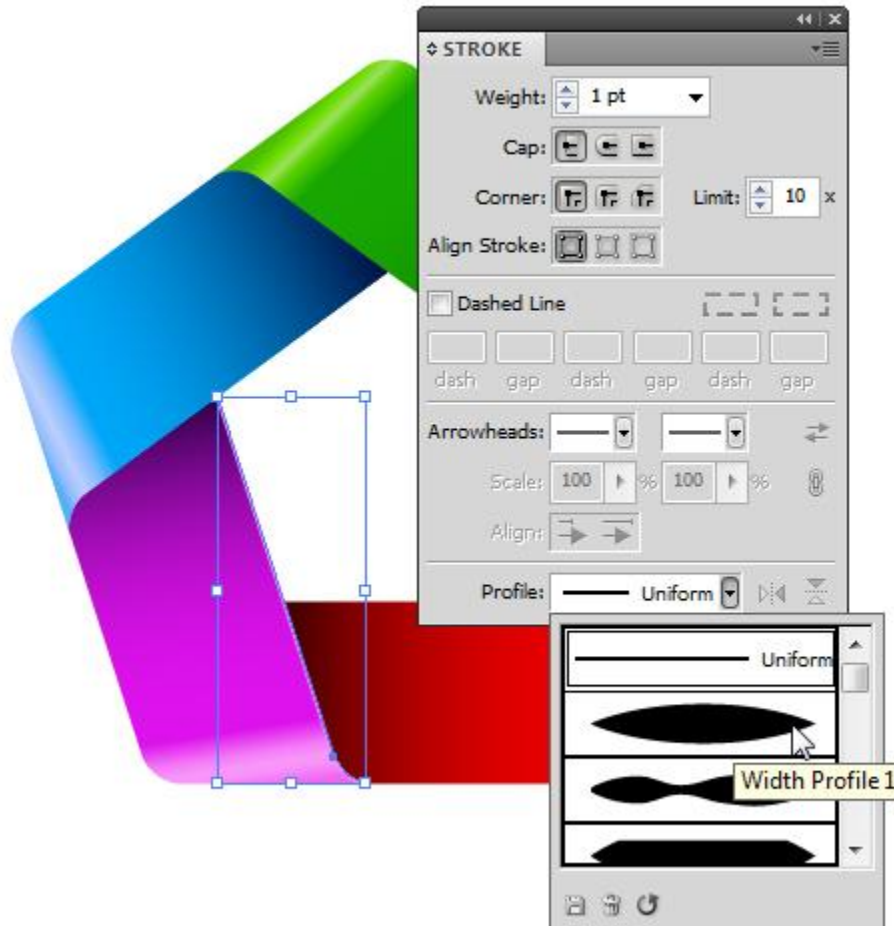 STROKE
Weight: 1 pt
Cap:
Corner: Limit: 10 x
Align Stroke:
Dashed Line
dash gap dash gap dash gap
Arrowheads:
Scale: 100 % 100 %
Align:
Profile: Uniform
Uniform
Width Profile 1